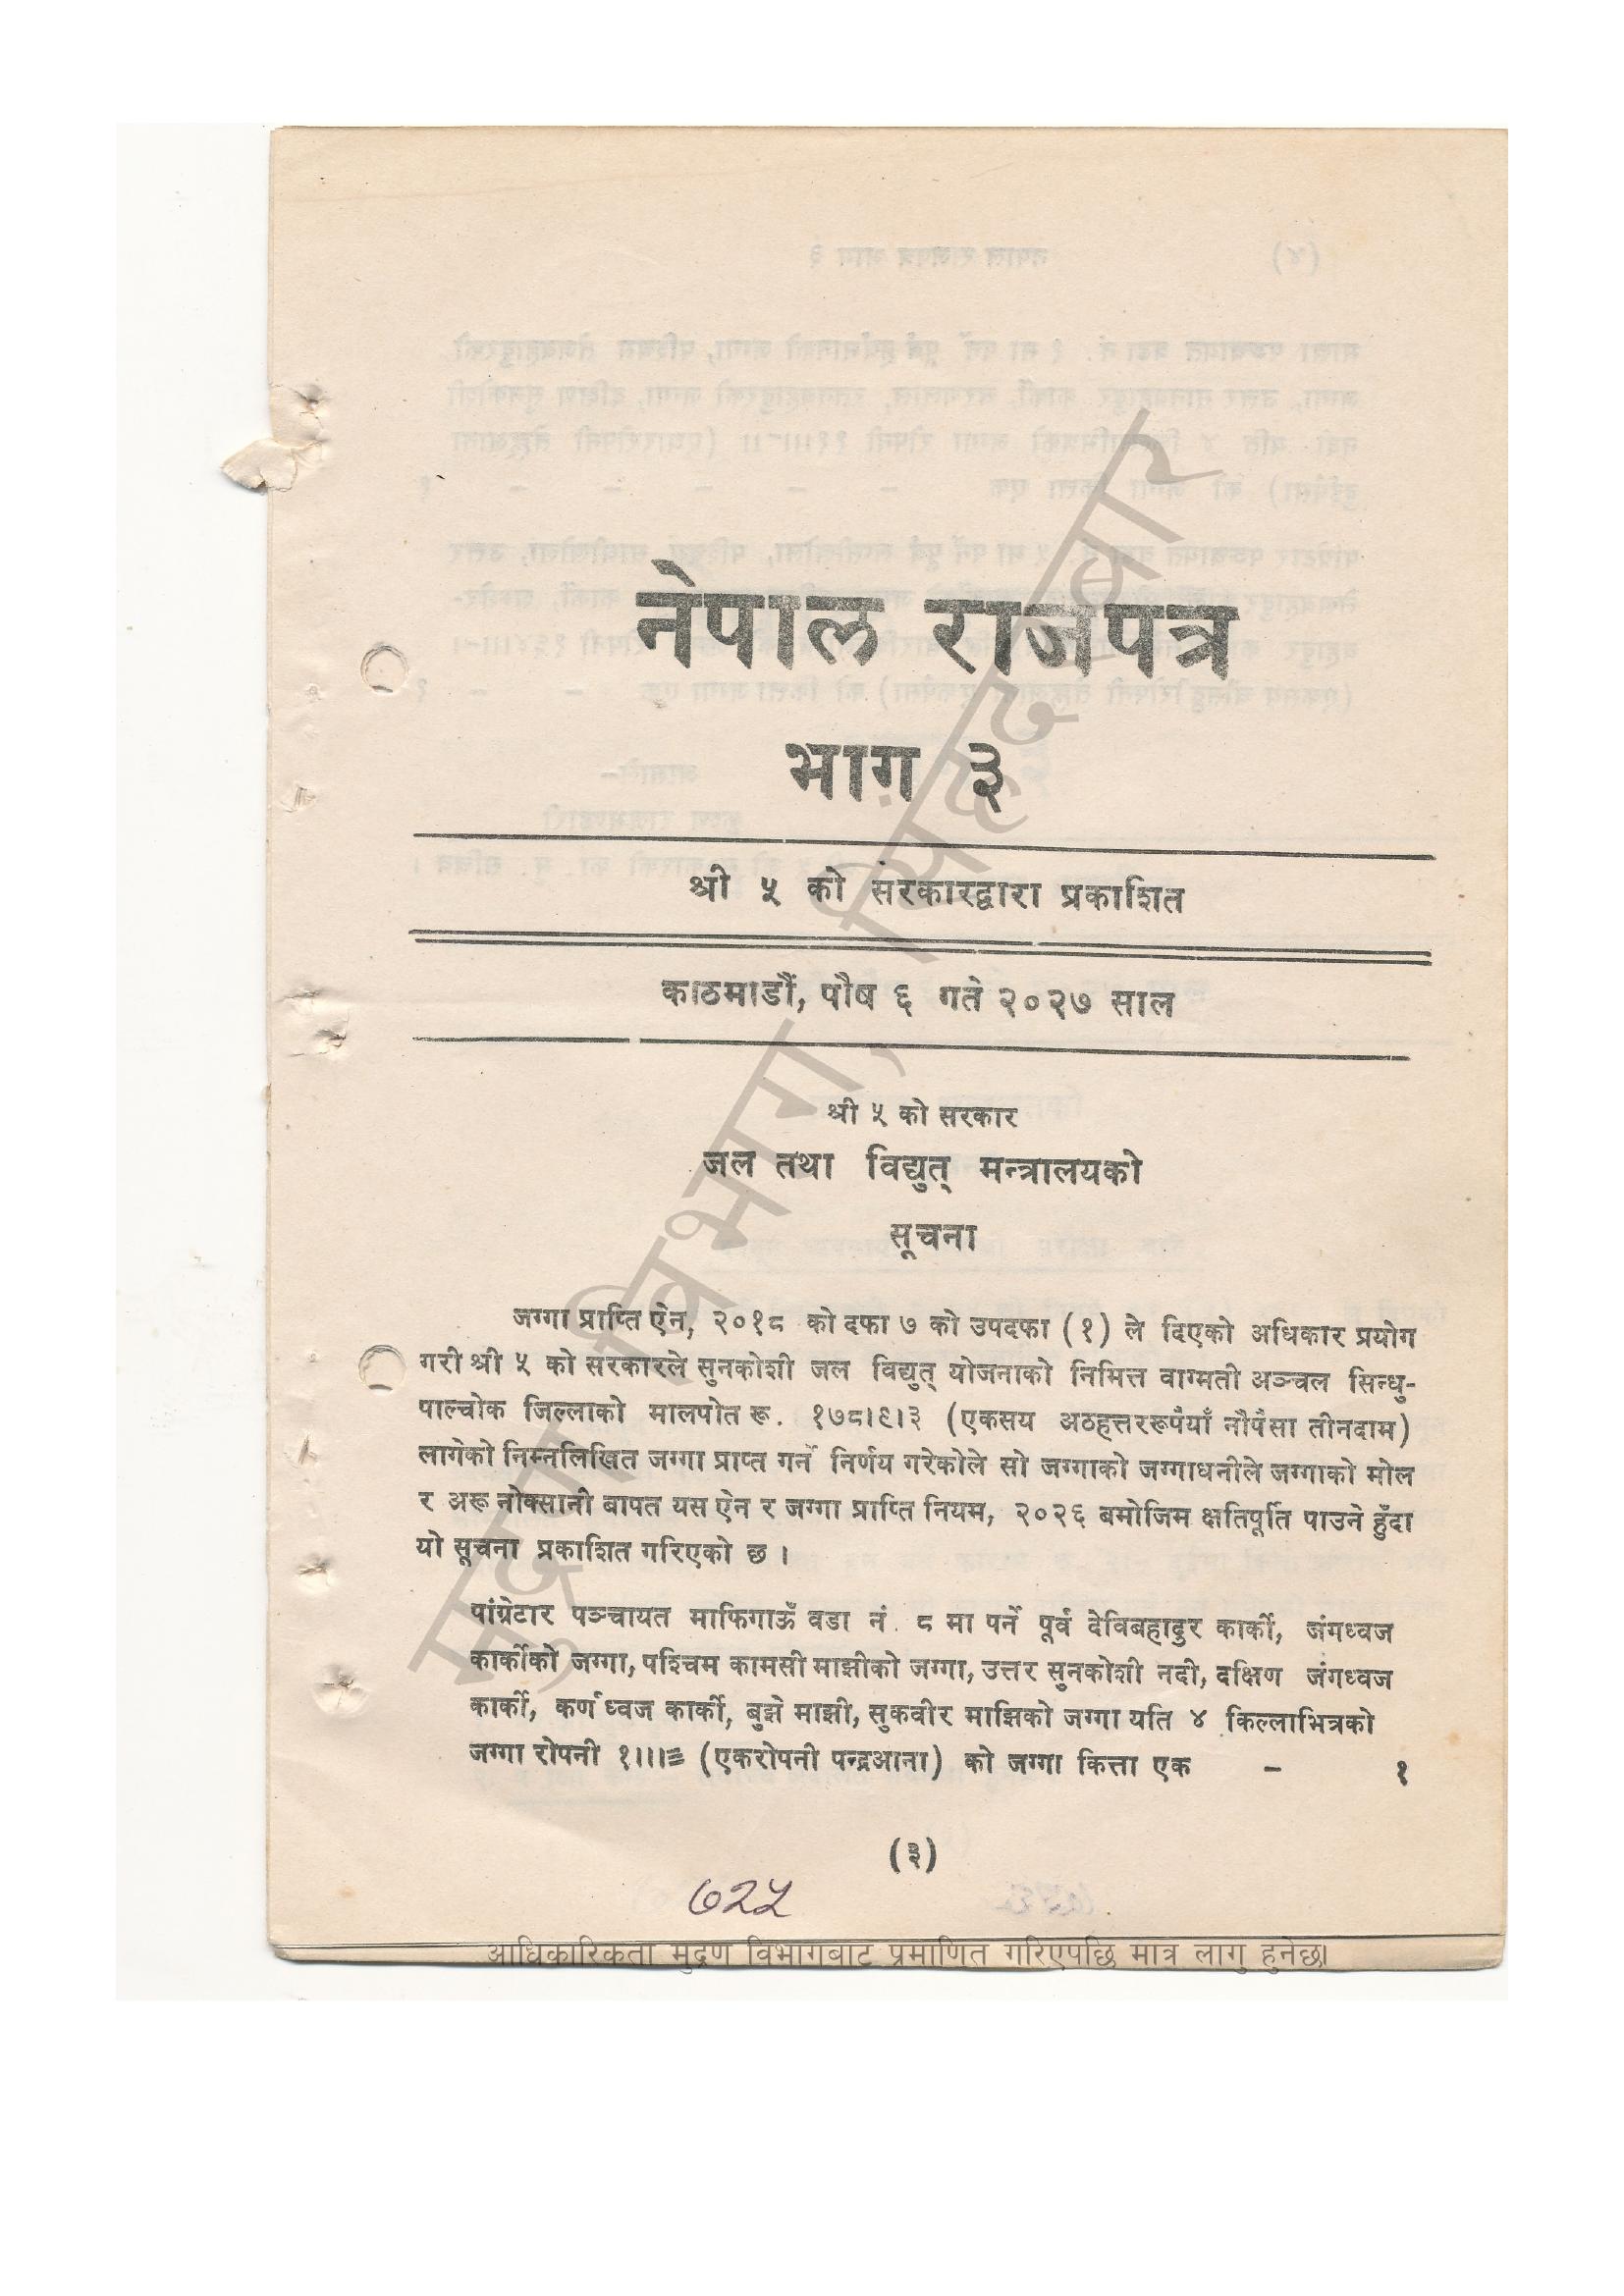 नेपाल राजपत्र
भाग ३
श्री ५ को सरकारद्वारा प्रकाशित
काठमाडौं, पौष ६ गते २०२७ साल
श्री ५ को सरकार
जल तथा विद्युत् मन्त्रालयको
सूचना
जग्गा प्राप्ति ऐन, २०१८ को दफा ७ को उपदफा (१) ले दिएको अधिकार प्रयोग
गरी श्री ५ को सरकारले सुनकोशी जल विद्युत् योजनाको निमित्त वाग्मती अञ्चल सिन्धु-
पाल्चोक जिल्लाको मालपोत रू. १७८।९।३ (एकसय अठहत्तररूपैंयाँ नौपैसा तीनदाम)
लागेको निम्नलिखित जग्गा प्राप्त गर्ने निर्णय गरेकोले सो जग्गाको जग्गाधनीले जग्गाको मोल
र अरू नोक्सानी बापत यस ऐन र जग्गा प्राप्ति नियम, २०२६ बमोजिम क्षतिपूर्ति पाउने हुँदा
यो सूचना प्रकाशित गरिएको छ ।
पांग्रेटार पञ्चायत माफिगाऊँ वडा नं. ८ मा पर्ने पूर्व देविबहादुर कार्की, जंगध्वज
कार्कीको जग्गा, पश्चिम कामसी माझीको जग्गा, उत्तर सुनकोशी नदी, दक्षिण जंगध्वज
कार्की, कर्णध्वज कार्की, बुझे माझी, सुकवीर माझिको जग्गा यति ४ किल्लाभित्रको
जग्गा रोपनी १॥।≡ (एकरोपनी पन्द्रआना) को जग्गा कित्ता एक – १
(३)
७२५
आधिकारिकता मुद्रण विभागबाट प्रमाणित गरिएपछि मात्र लागु हुनेछ।
मुद्रण विभाग, सिंहदरबार